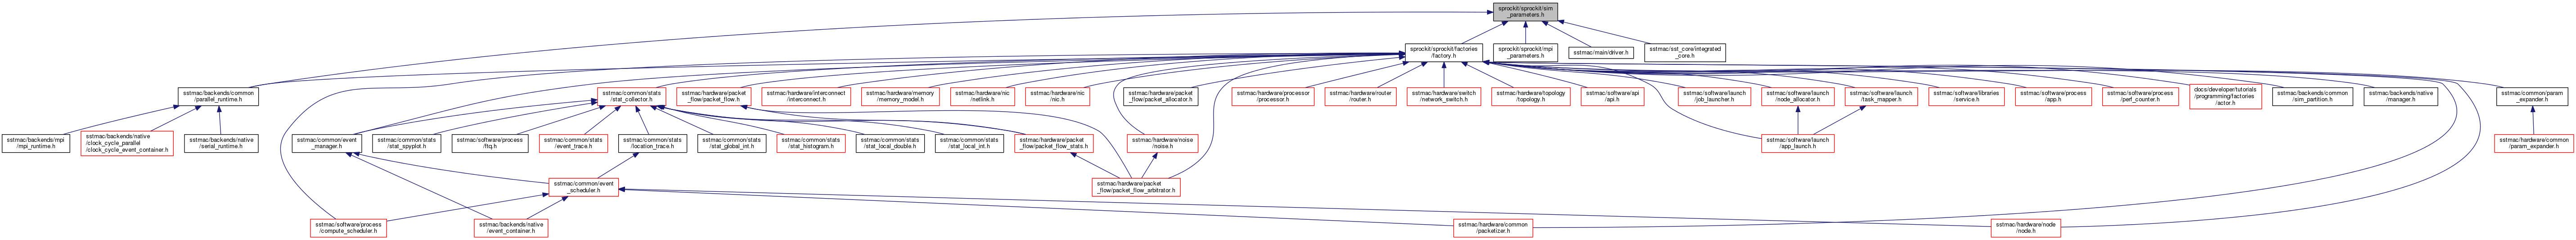 sprockit/sprockit/sim
_parameters.h
sprockit/sprockit/factories
/factory.h
sprockit/sprockit/mpi
_parameters.h
sstmac/main/driver.h
sstmac/sst_core/integrated
_core.h
sstmac/backends/common
/parallel_runtime.h
sstmac/common/stats
/stat_collector.h
sstmac/hardware/packet
_flow/packet_flow.h
sstmac/hardware/interconnect
/interconnect.h
sstmac/hardware/memory
/memory_model.h
sstmac/hardware/nic
/netlink.h
sstmac/hardware/nic
/nic.h
sstmac/hardware/packet
_flow/packet_allocator.h
sstmac/hardware/processor
/processor.h
sstmac/hardware/router
/router.h
sstmac/hardware/switch
/network_switch.h
sstmac/hardware/topology
/topology.h
sstmac/software/api
/api.h
sstmac/software/launch
/job_launcher.h
sstmac/software/launch
/node_allocator.h
sstmac/software/launch
/task_mapper.h
sstmac/software/libraries
/service.h
sstmac/software/process
/app.h
sstmac/software/process
/perf_counter.h
docs/developer/tutorials
/programming/factories
/actor.h
sstmac/backends/common
/sim_partition.h
sstmac/backends/native
/manager.h
sstmac/common/param
_expander.h
sstmac/backends/mpi
/mpi_runtime.h
sstmac/backends/native
/clock_cycle_parallel
/clock_cycle_event_container.h
sstmac/backends/native
/serial_runtime.h
sstmac/common/event
_manager.h
sstmac/common/stats
/stat_spyplot.h
sstmac/software/process
/ftq.h
sstmac/common/stats
/event_trace.h
sstmac/common/stats
/location_trace.h
sstmac/common/stats
/stat_global_int.h
sstmac/common/stats
/stat_histogram.h
sstmac/common/stats
/stat_local_double.h
sstmac/common/stats
/stat_local_int.h
sstmac/hardware/packet
_flow/packet_flow_stats.h
sstmac/hardware/noise
/noise.h
sstmac/software/launch
/app_launch.h
sstmac/hardware/common
/param_expander.h
sstmac/common/event
_scheduler.h
sstmac/hardware/packet
_flow/packet_flow_arbitrator.h
sstmac/software/process
/compute_scheduler.h
sstmac/backends/native
/event_container.h
sstmac/hardware/common
/packetizer.h
sstmac/hardware/node
/node.h